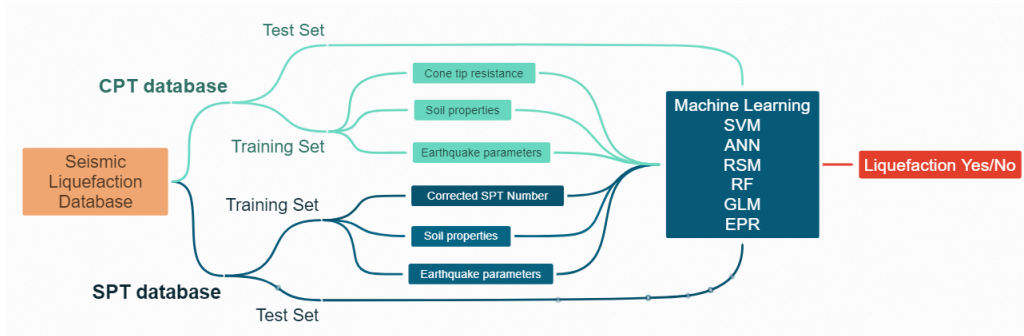 Seismic
Liquefaction
Database
CPT database
Test Set
Training Set
Cone tip resistance
Soil properties
Earthquake parameters
SPT database
Training Set
Corrected SPT Number
Soil properties
Earthquake parameters
Test Set
Machine Learning
SVM
ANN
RSM
RF
GLM
EPR
Liquefaction Yes/No